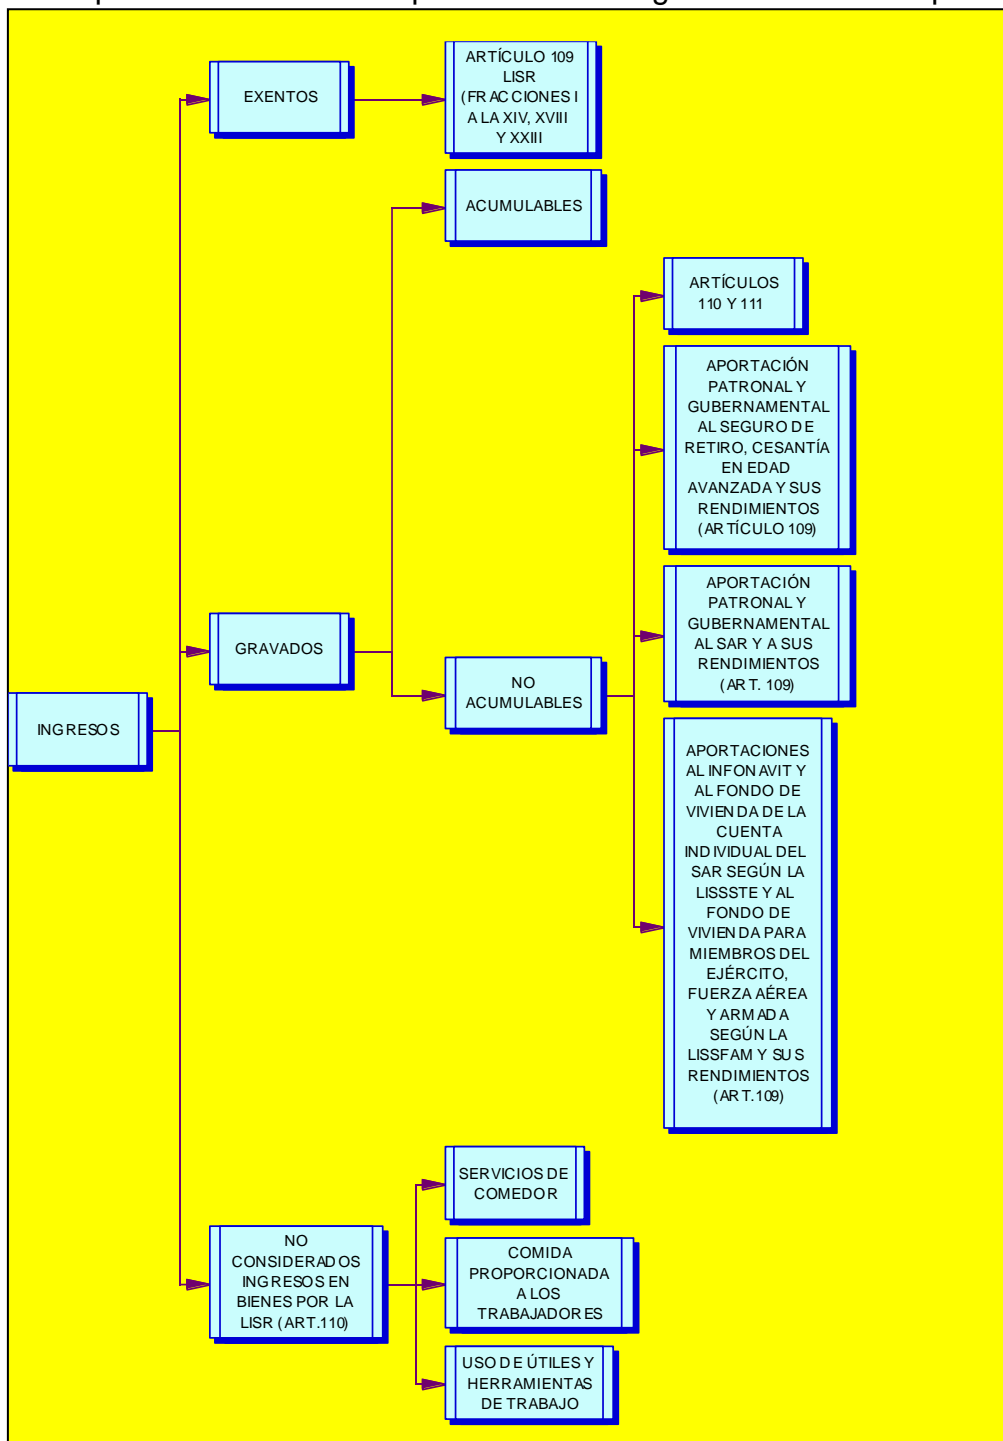 EXENTOS
ARTÍCULO 109
LISR
(FRACCIONES I
A LA XIV, XVIII
Y XXIII
ACUMULABLES
ARTÍCULOS
110 Y 111
APORTACIÓN
PATRONAL Y
GUBERNAMENTAL
AL SEGURO DE
RETIRO, CESANTÍA
EN EDAD
AVANZADA Y SUS
RENDIMIENTOS
(ARTÍCULO 109)
APORTACIÓN
PATRONAL Y
GUBERNAMENTAL
AL SAR Y A SUS
RENDIMIENTOS
(ART. 109)
GRAVADOS
NO
ACUMULABLES
INGRESOS
APORTACIONES
AL INFONAVIT Y
AL FONDO DE
VIVIENDA DE LA
CUENTA
INDIVIDUAL DEL
SAR SEGÚN LA
LISSSTE Y AL
FONDO DE
VIVIENDA PARA
MIEMBROS DEL
EJÉRCITO,
FUERZA AÉREA
Y ARMADA
SEGÚN LA
LISSFAM Y SUS
RENDIMIENTOS
(ART.109)
SERVICIOS DE
COMEDOR
NO
CONSIDERADOS
INGRESOS EN
BIENES POR LA
LISR (ART.110)
COMIDA
PROPORCIONADA
A LOS
TRABAJADORES
USO DE ÚTILES Y
HERRAMIENTAS
DE TRABAJO